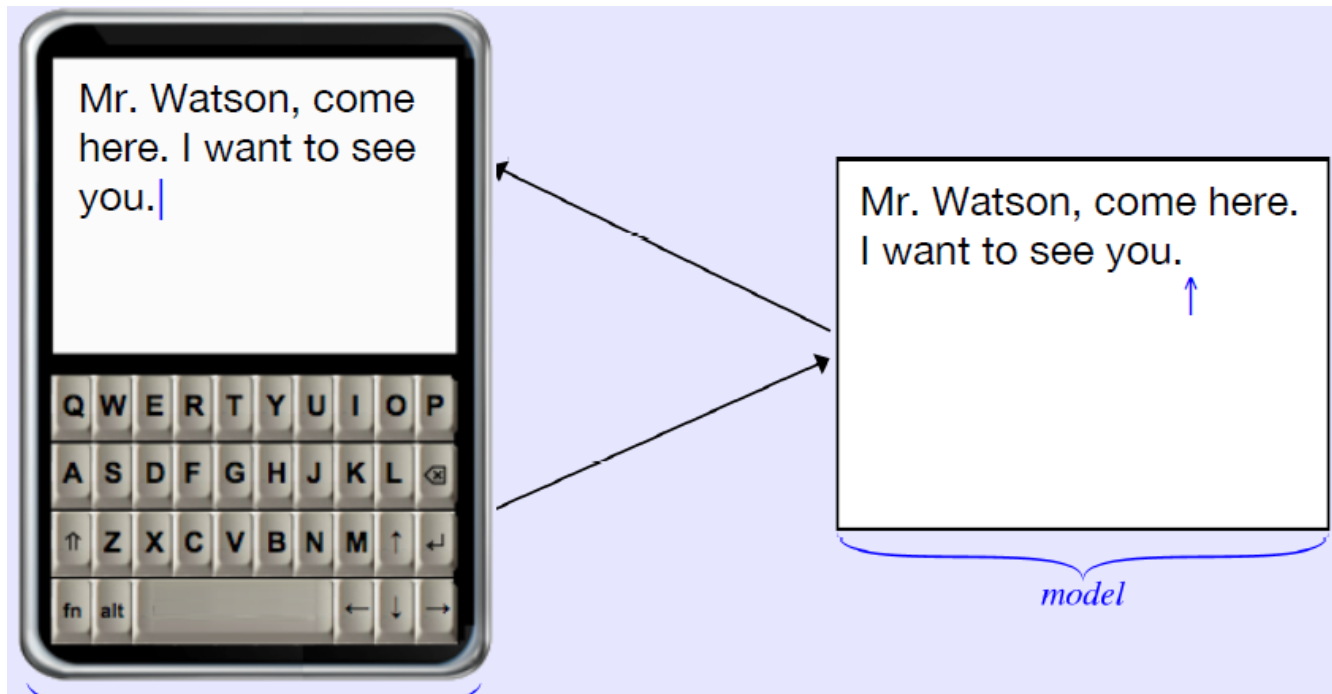 Mr. Watson, come
here. I want to see
you.
Q W E R T Y U I O P
A S D F G H J K L ⌫
⇑ Z X C V B N M ↑ ↵
fn alt ← ↓ →
Mr. Watson, come here.
I want to see you.
model